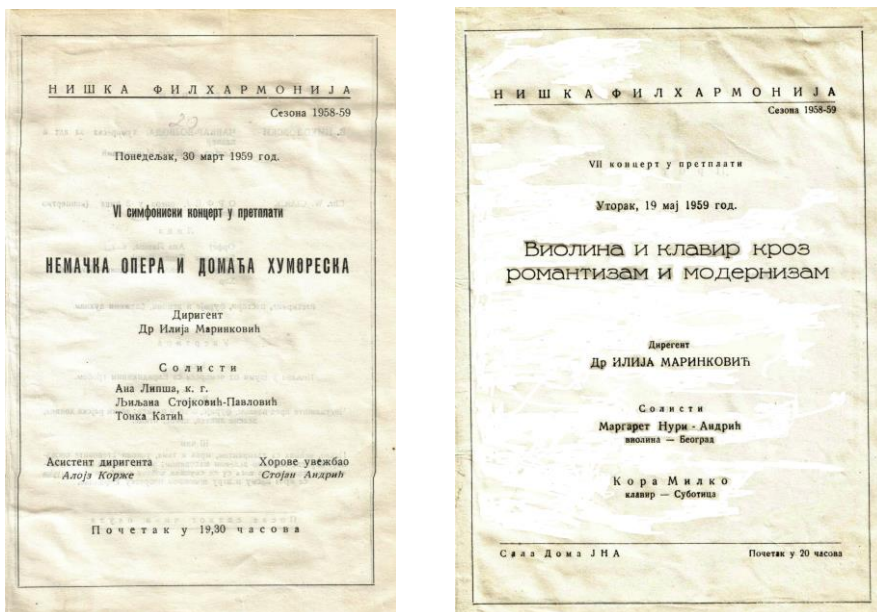 НИШКА ФИЛХАРМОНИЈА
Сезона 1958-59
Понедељак, 30 март 1959 год.
VI симфониски концерт у претплати
НЕМАЧКА ОПЕРА И ДОМАЋА ХУМОРЕСКА
Диригент
Др Илија Маринковић
Солисти
Ана Липша, к. г.
Љиљана Стојковић-Павловић
Тонка Катић
Асистент диригента Хорове увежбао
Алојз Корже Стојан Андрић
Почетак у 19,30 часова
НИШКА ФИЛХАРМОНИЈА
Сезона 1958-59
VII концерт у претплати
Уторак, 19 мај 1959 год.
Виолина и клавир кроз
романтизам и модернизам
Дирегент
Др ИЛИЈА МАРИНКОВИЋ
Солисти
Маргарет Нури - Андрић
виолина — Београд
Кора Милко
клавир — Суботица
Сала Дома ЈНА Почетак у 20 часова